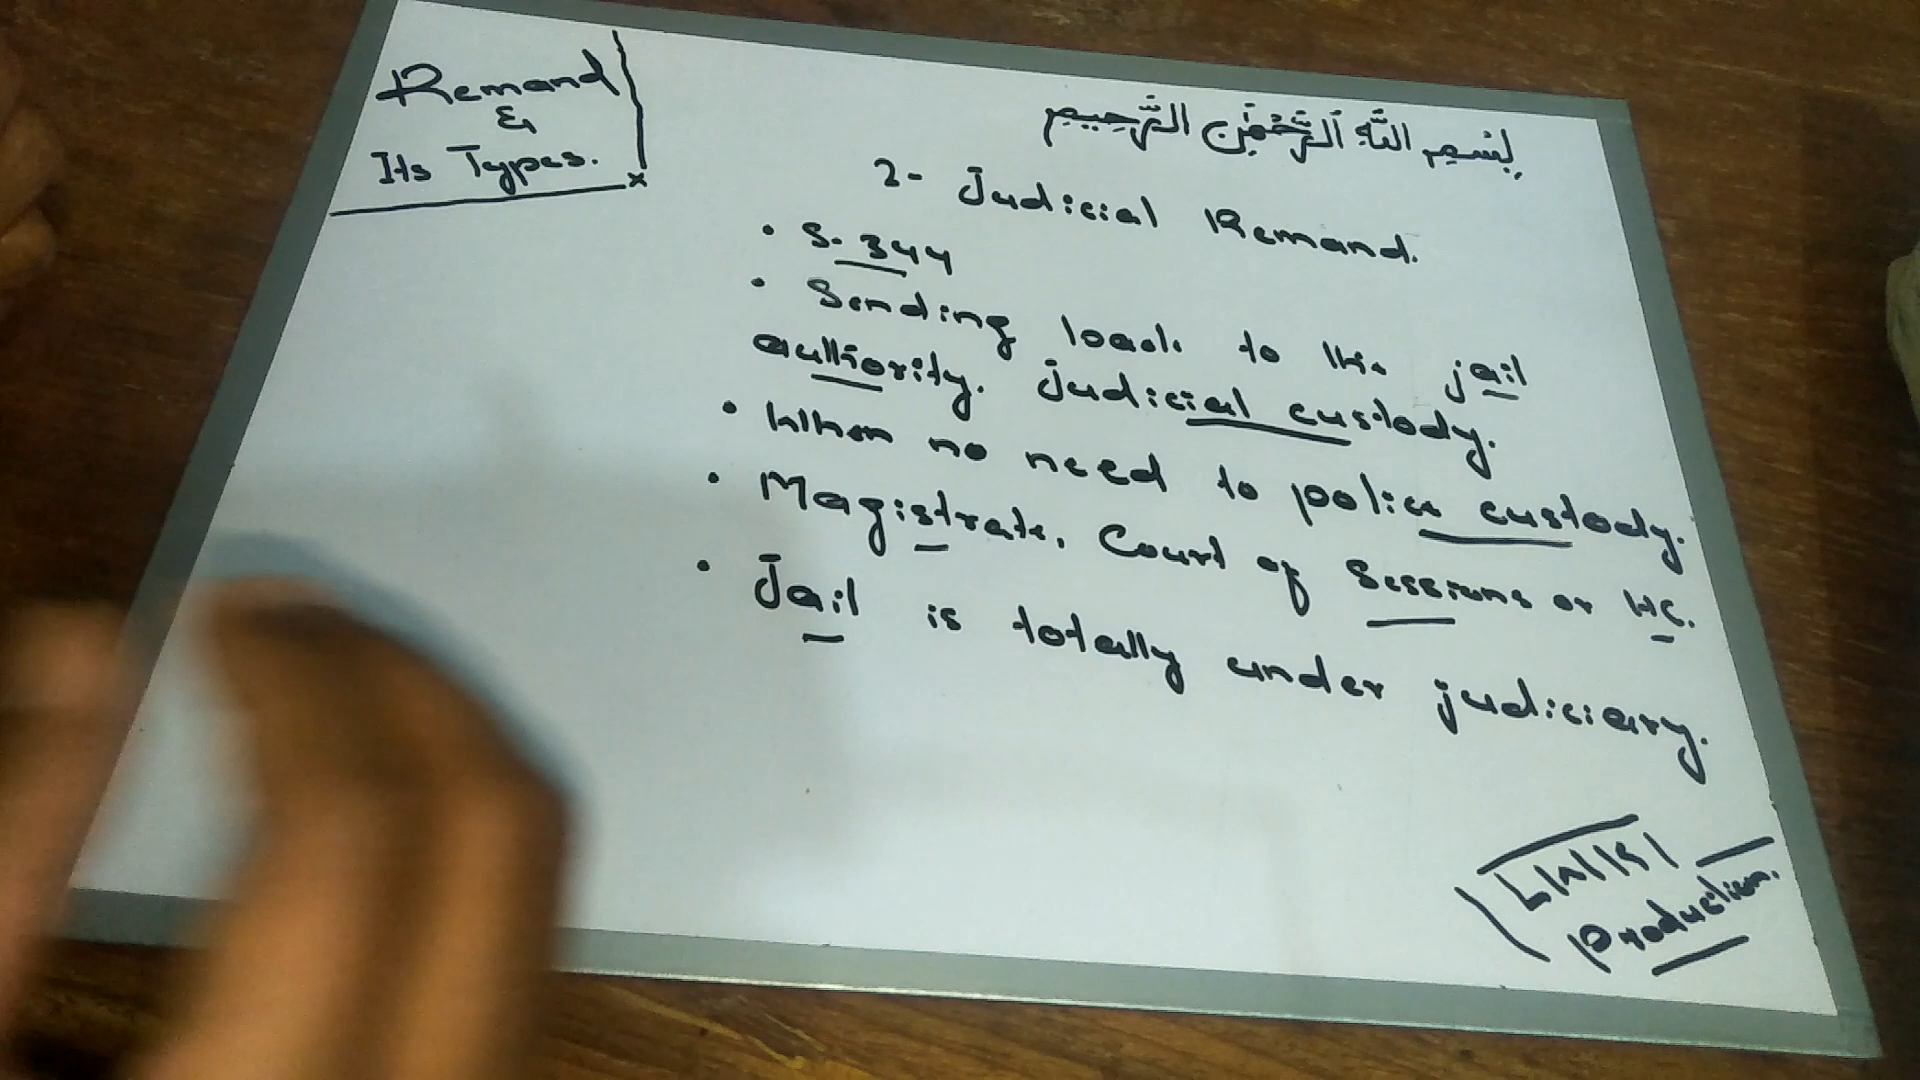 Remand
&
Its Types.
بِسْمِ اللَّهِ الرَّحْمٰنِ الرَّحِيمِ
2- Judicial Remand.
• S. 344
• Sending back to the jail
authority. Judicial custody.
• When no need to police custody.
• Magistrate, Court of Sessions or HC.
• Jail is totally under judiciary.
Production.